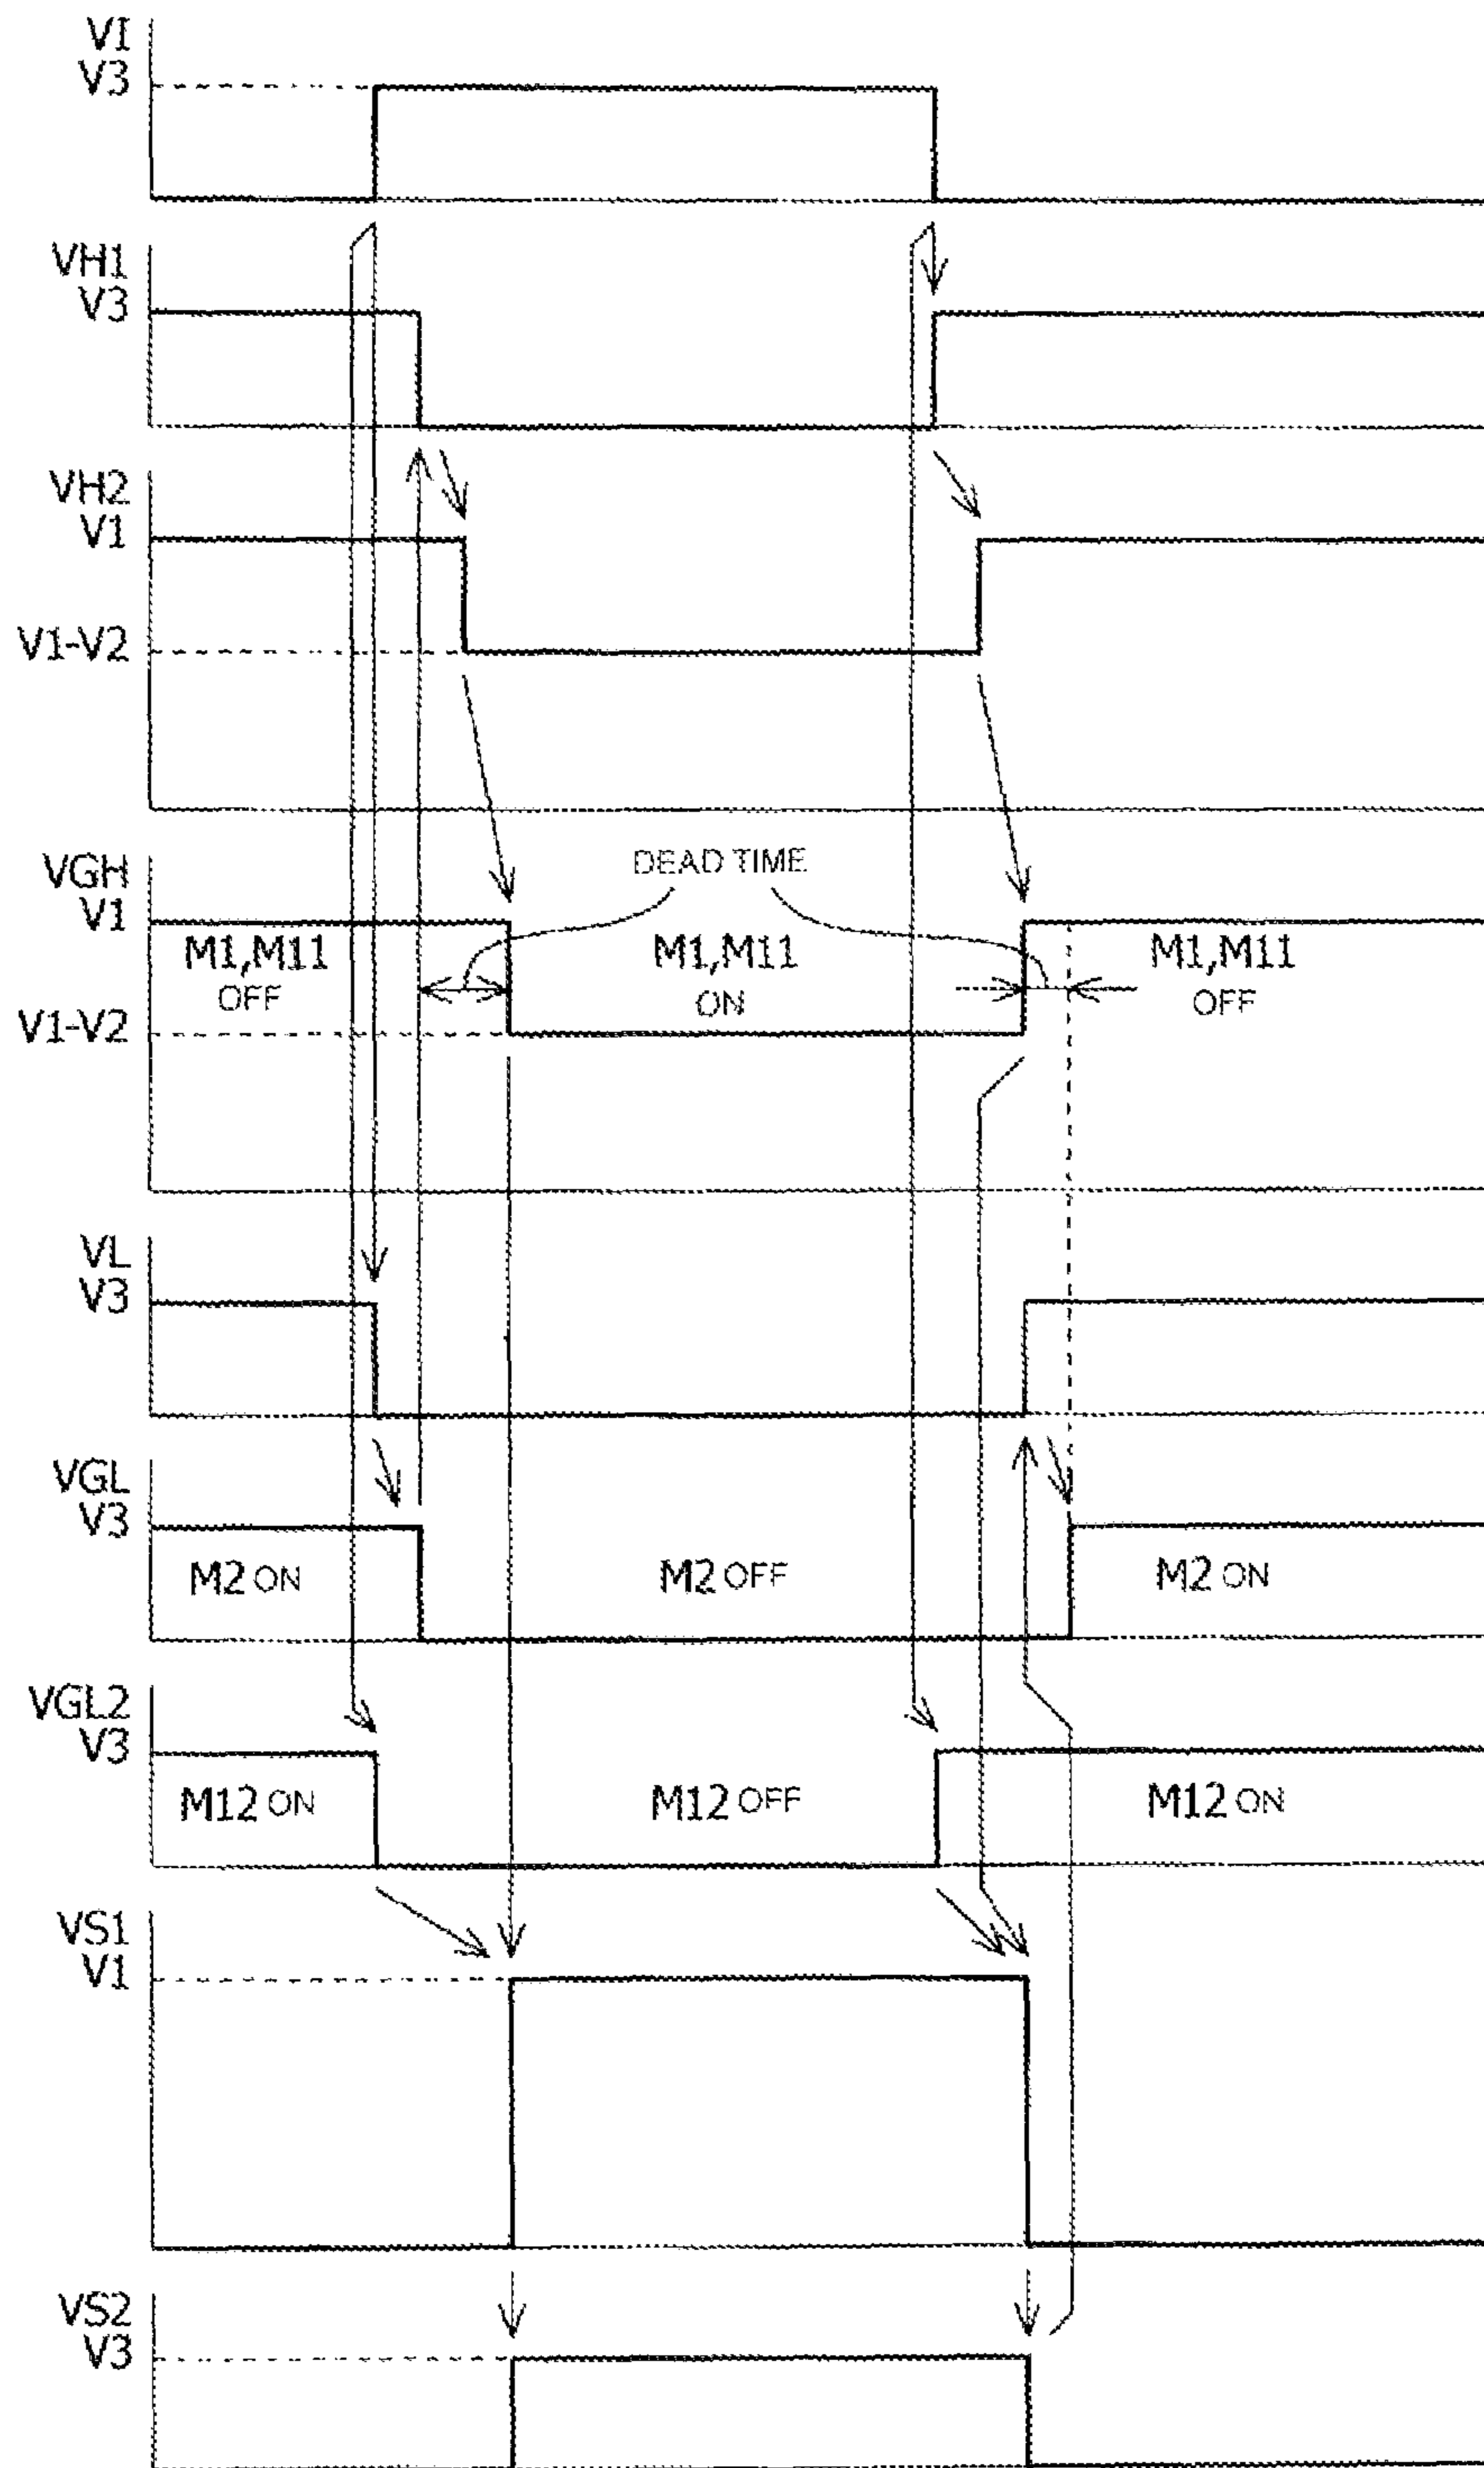 VI
V3
VH1
V3
VH2
V1
V1-V2
VGH
V1
DEAD TIME
M1,M11
OFF
M1,M11
ON
M1,M11
OFF
V1-V2
VL
V3
VGL
V3
M2 ON
M2 OFF
M2 ON
VGL2
V3
M12 ON
M12 OFF
M12 ON
VS1
V1
VS2
V3